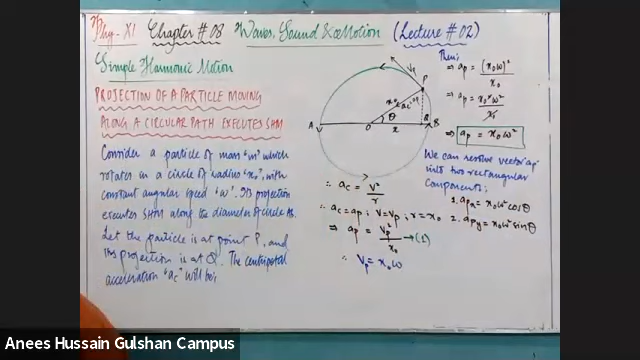 Phy-XI Chapter # 08 Waves, Sound & Motion (Lecture # 02)
Simple Harmonic Motion
PROJECTION OF A PARTICLE MOVING
ALONG A CIRCULAR PATH EXECUTES SHM
Consider a particle of mass "m" which
rotates in a circle of radius "x₀", with
constant angular speed "ω". Its projection
executes SHM along the diameter of circle AB.
Let the particle is at point P, and
its projection is at Q. The centripetal
acceleration "ac" will be;
A O Q B
P
x₀
θ
x
∴ ac = V²/r
∴ ac = ap ; V = Vp ; r = x₀
⇒ ap = Vp²/x₀ → (1)
∴ Vp = x₀ω
Then;
⇒ ap = (x₀ω)²/x₀
⇒ ap = x₀²ω²/x₀
⇒ ap = x₀ω²
We can resolve vector ap
into two rectangular
components;
1. apx = x₀ω² cosθ
2. apy = x₀ω² sinθ
Anees Hussain Gulshan Campus